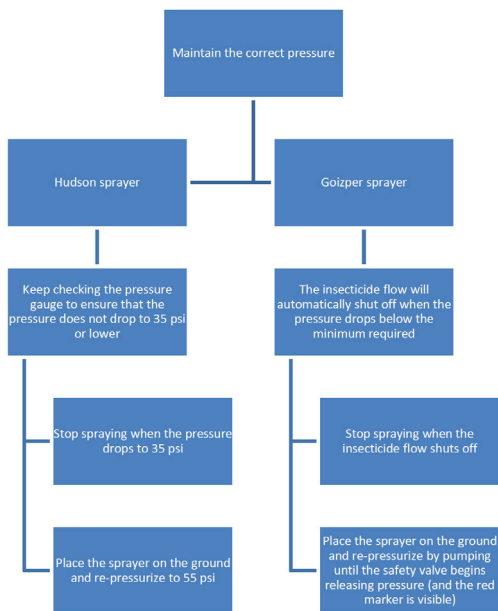 Maintain the correct pressure
Hudson sprayer
Goizper sprayer
Keep checking the pressure
gauge to ensure that the
pressure does not drop to 35 psi
or lower
The insecticide flow will
automatically shut off when the
pressure drops below the
minimum required
Stop spraying when the pressure
drops to 35 psi
Stop spraying when the
insecticide flow shuts off
Place the sprayer on the ground
and re-pressurize to 55 psi
Place the sprayer on the ground
and re-pressurize by pumping
until the safety valve begins
releasing pressure (and the red
marker is visible)